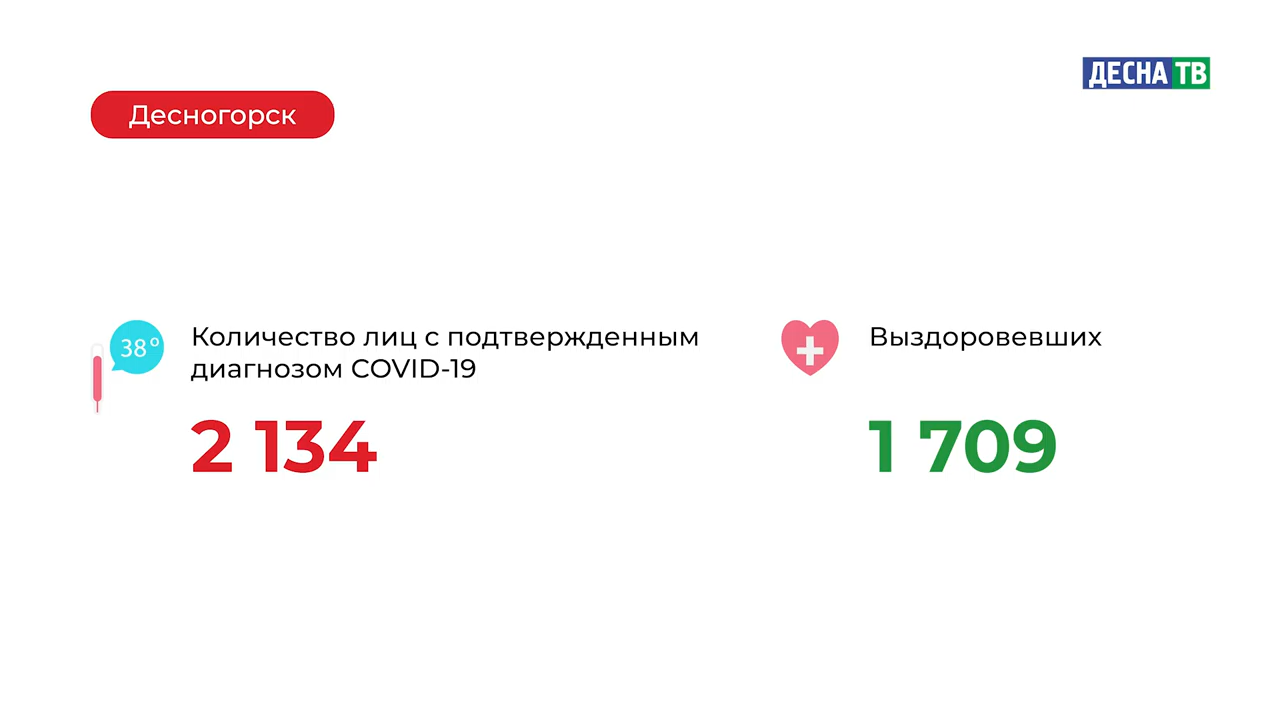 ДЕСНА ТВ
Десногорск
38°
Количество лиц с подтвержденным
диагнозом COVID-19
2 134
Выздоровевших
1 709